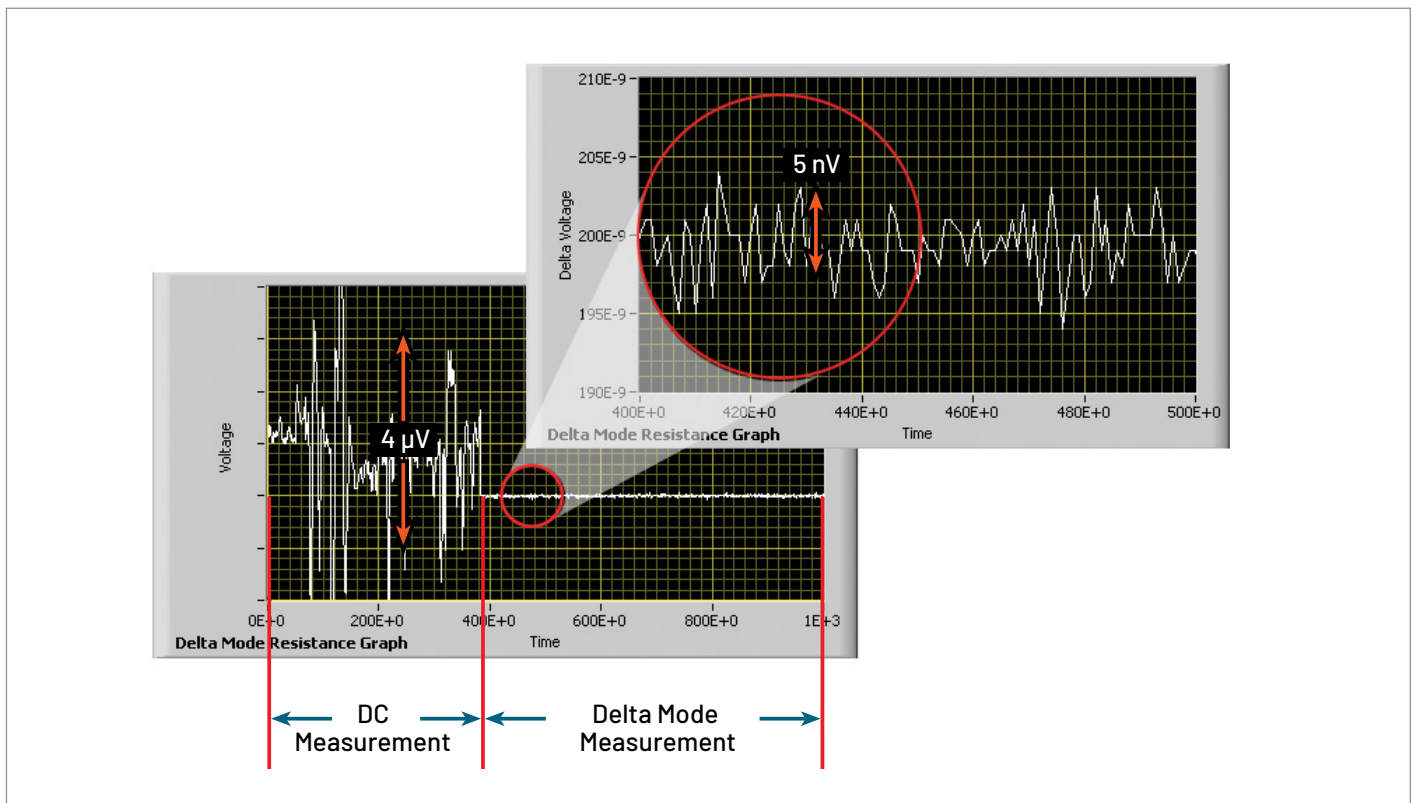 210E-9
205E-9
5 nV
Delta Voltage
200E-9
195E-9
190E-9
400E+0 420E+0 440E+0 460E+0 480E+0 500E+0
Delta Mode Resistance Graph Time
Voltage
4 µV
0E+0 200E+0 400E+0 600E+0 800E+0 1E+3
Delta Mode Resistance Graph Time
DC
Measurement
Delta Mode
Measurement